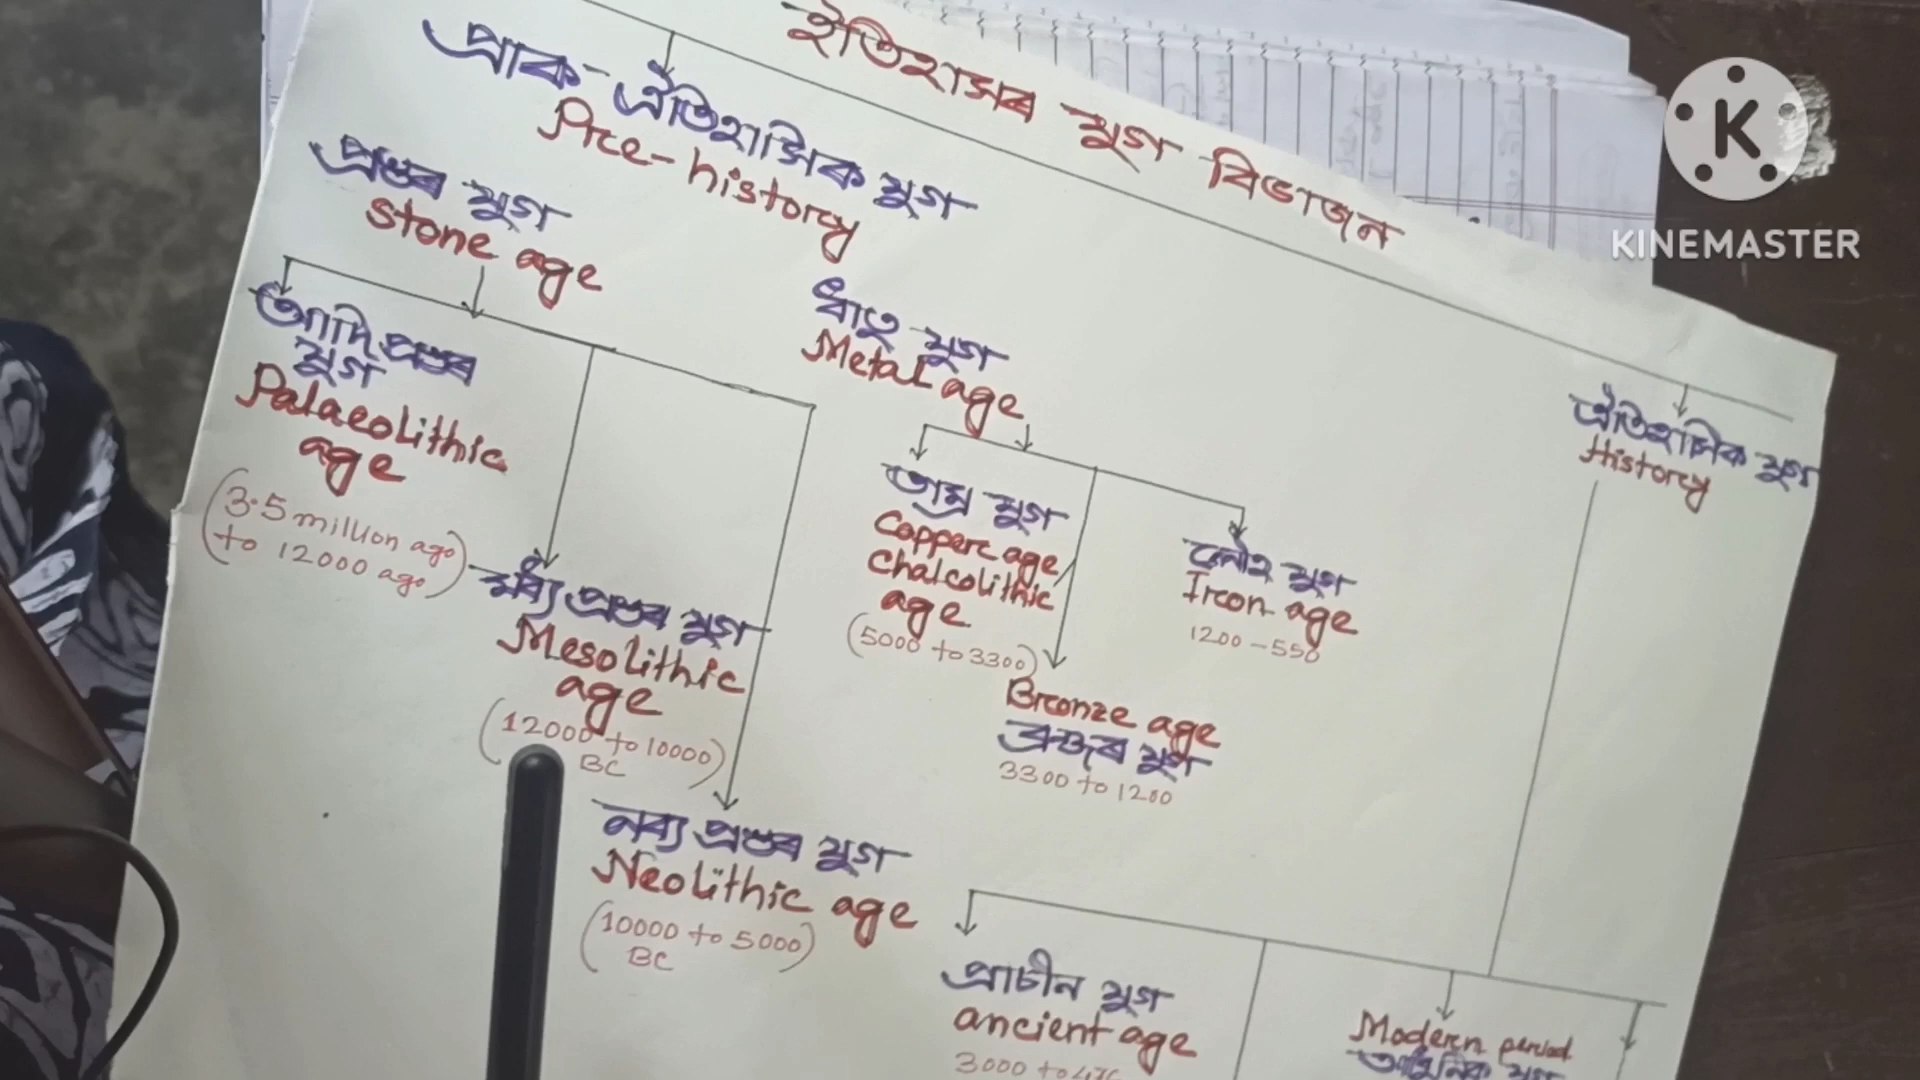 ইতিহাসৰ যুগ বিভাজন
প্ৰাক-ঐতিহাসিক যুগ
Pre-history
প্ৰস্তৰ যুগ
Stone age
আদি প্ৰস্তৰ
যুগ
Palaeolithic
age
(3.5 million ago
to 12000 ago)
মধ্য প্ৰস্তৰ যুগ
Mesolithic
age
(12000 to 10000)
BC
নব্য প্ৰস্তৰ যুগ
Neolithic age
(10000 to 5000)
BC
ধাতু যুগ
Metal age
তাম্ৰ যুগ
Copper age
Chalcolithic
age
(5000 to 3300)
Bronze age
ব্ৰঞ্জৰ যুগ
3300 to 1200
লৌহ যুগ
Iron age
1200-550
ঐতিহাসিক যুগ
History
প্ৰাচীন যুগ
ancient age
3000 to
Modern period
আধুনিক যুগ
K
KINEMASTER